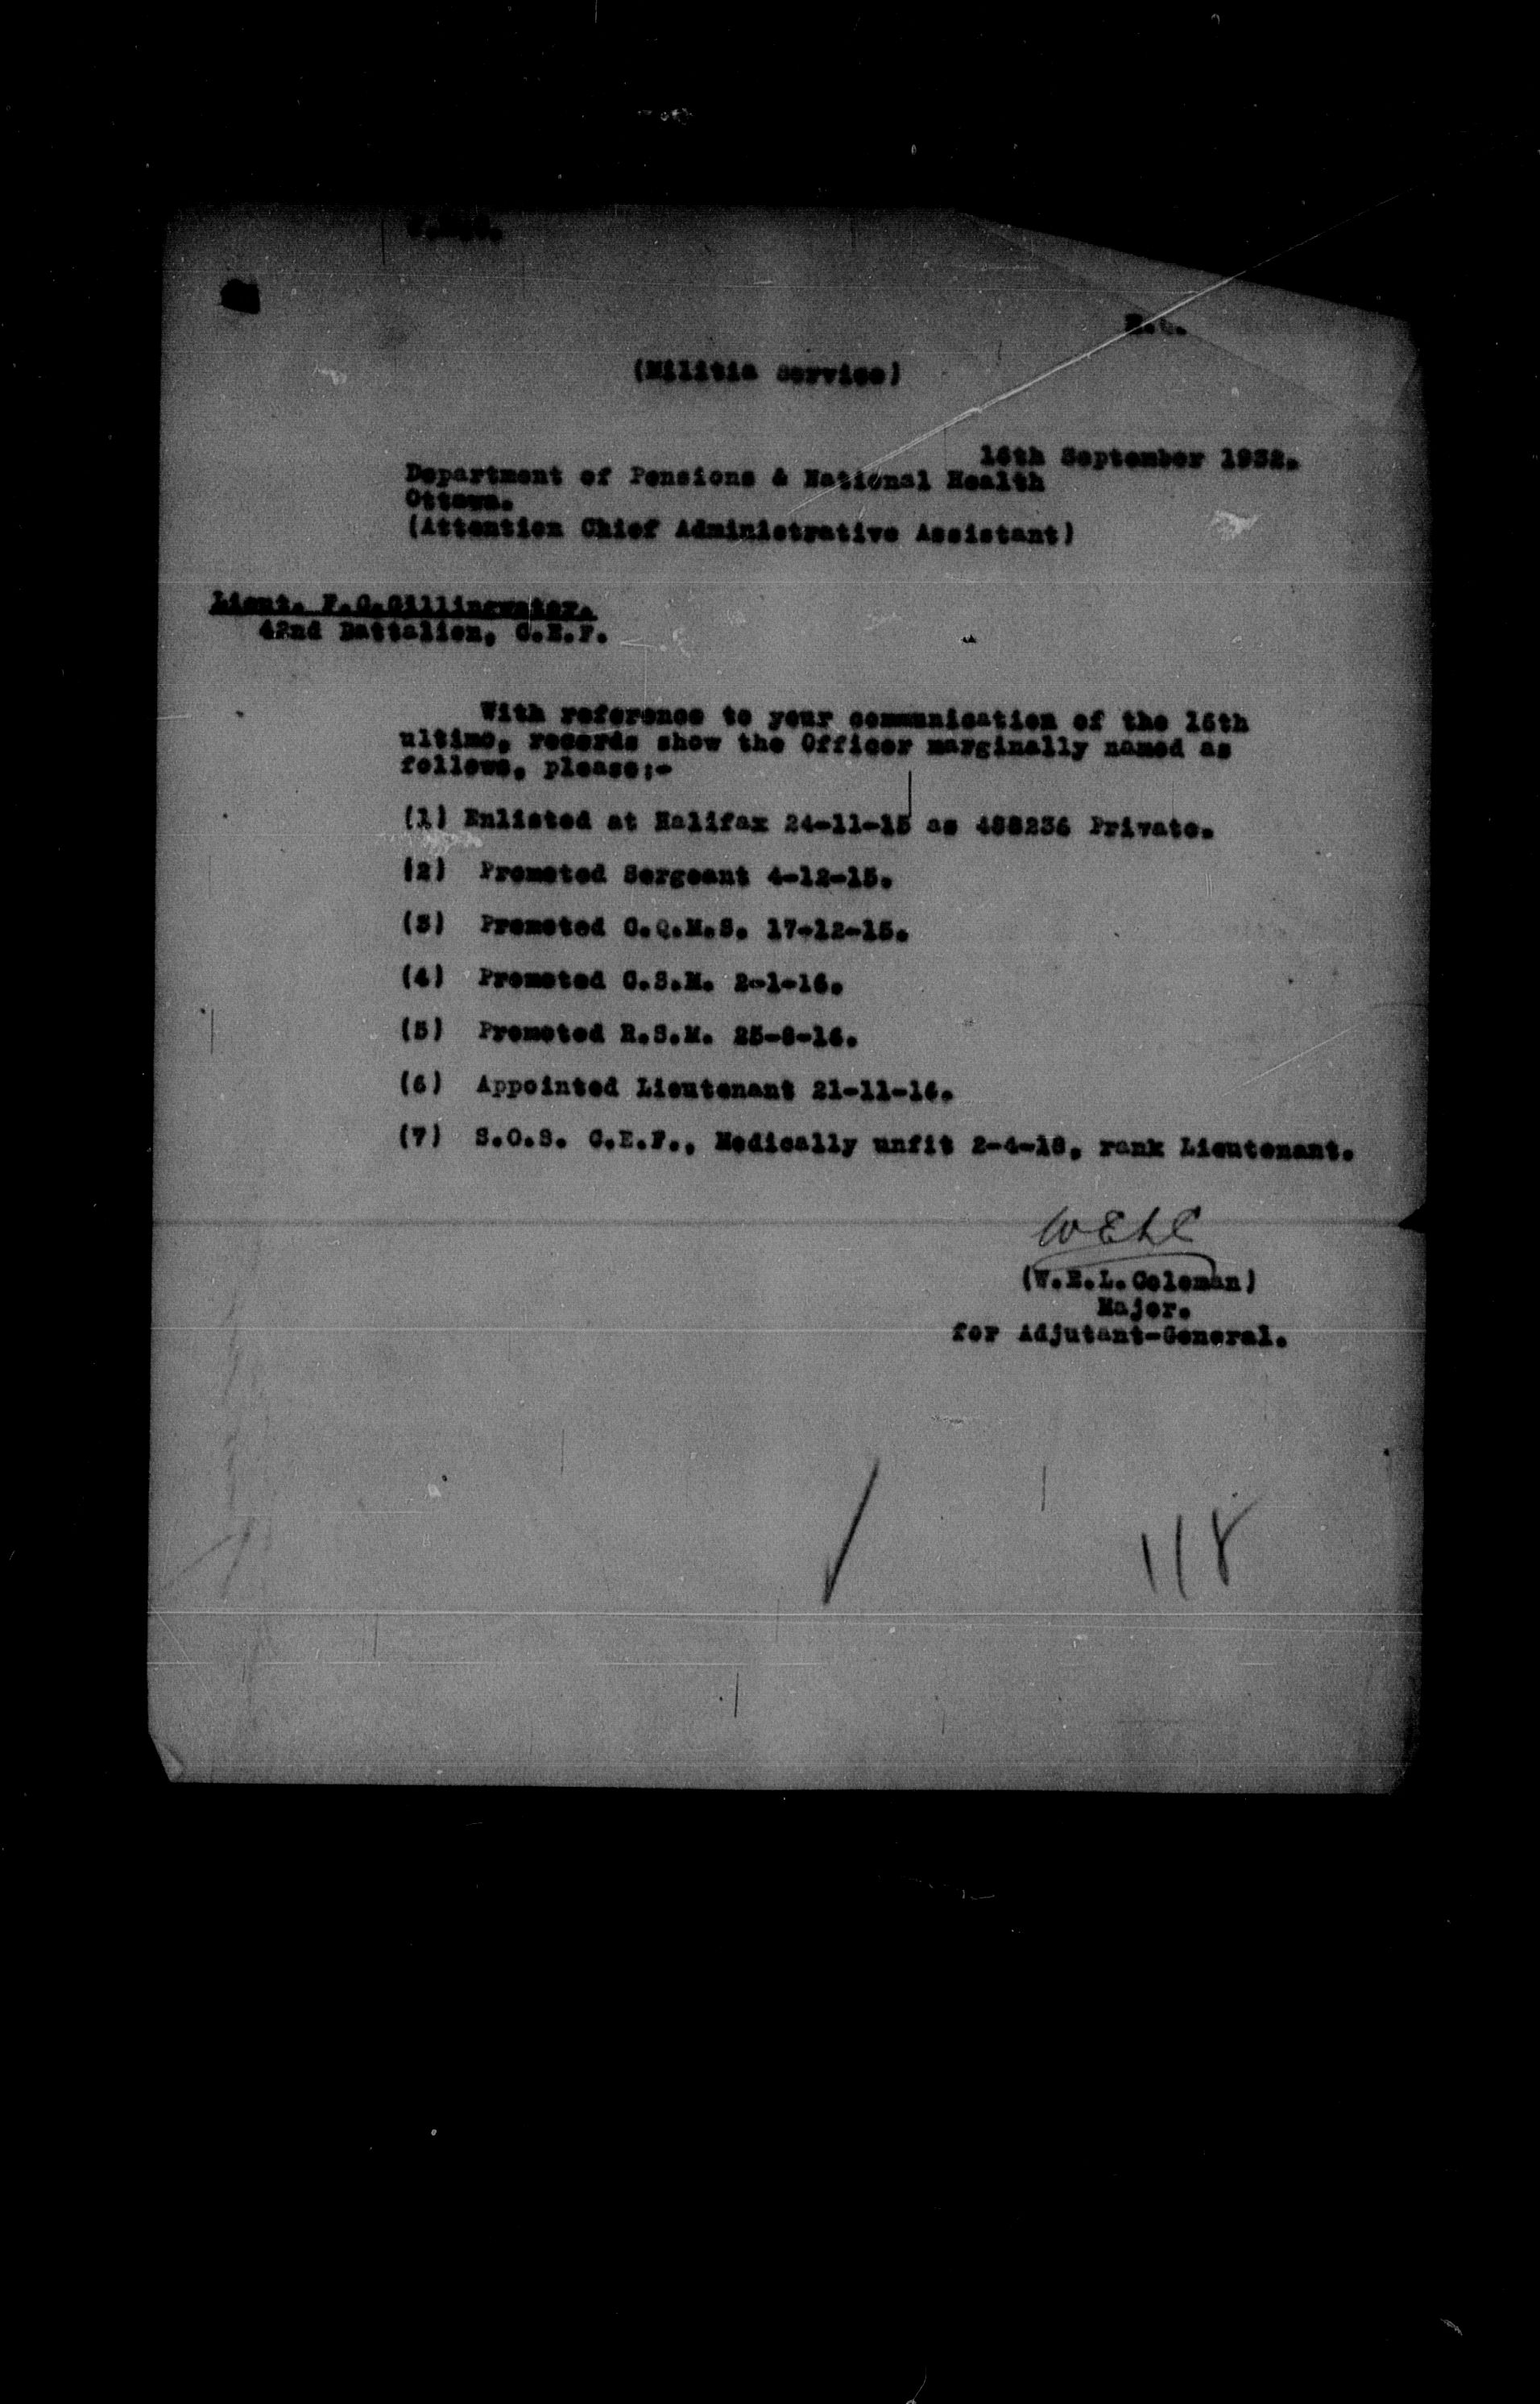 (Militia Service)
16th September 1932.
Department of Pensions & National Health
Ottawa.
(Attention Chief Administrative Assistant)
Lieut. F.C.Gillingwater.
42nd Battalion, C.E.F.
With reference to your communication of the 15th
ultimo, records show the Officer marginally named as
follows, please:-
(1) Enlisted at Halifax 24-11-15 as 488236 Private.
(2) Promoted Sergeant 4-12-15.
(3) Promoted C.Q.M.S. 17-12-15.
(4) Promoted C.S.M. 2-1-16.
(5) Promoted R.S.M. 25-8-16.
(6) Appointed Lieutenant 21-11-16.
(7) S.O.S. C.E.F., Medically unfit 2-4-18, rank Lieutenant.
WELC
(W.E.L.Coleman)
Major.
for Adjutant-General.
118